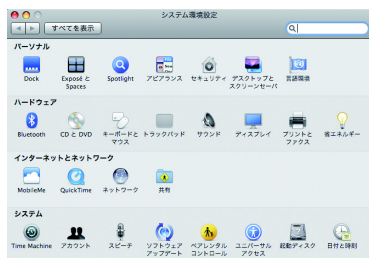 システム環境設定
すべてを表示
パーソナル
Dock
Exposé と Spaces
Spotlight
アピアランス
セキュリティ
デスクトップと スクリーンセーバ
言語環境
ハードウェア
Bluetooth
CD と DVD
キーボードと マウス
トラックパッド
サウンド
ディスプレイ
プリントと ファクス
省エネルギー
インターネットとネットワーク
MobileMe
QuickTime
ネットワーク
共有
システム
Time Machine
アカウント
スピーチ
ソフトウェア アップデート
ペアレンタル コントロール
ユニバーサル アクセス
起動ディスク
日付と時刻